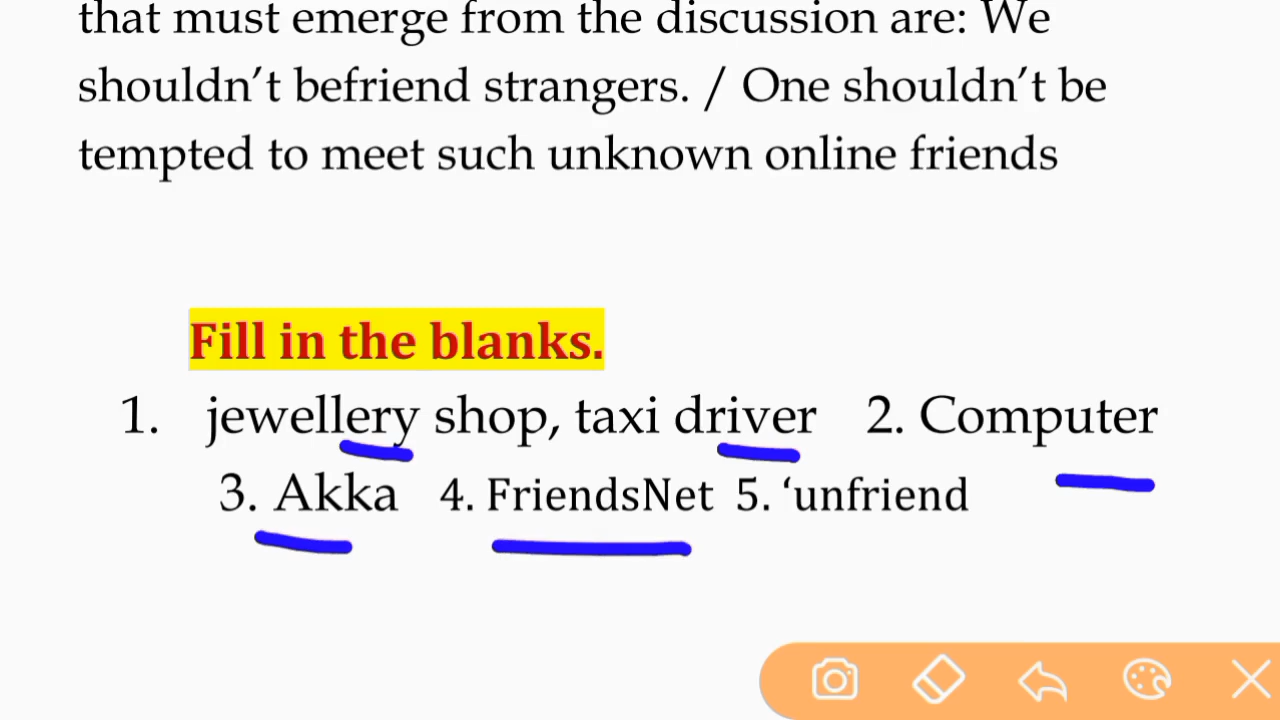 that must emerge from the discussion are: We
shouldn’t befriend strangers. / One shouldn’t be
tempted to meet such unknown online friends
Fill in the blanks.
1. jewellery shop, taxi driver 2. Computer
3. Akka 4. FriendsNet 5. ‘unfriend